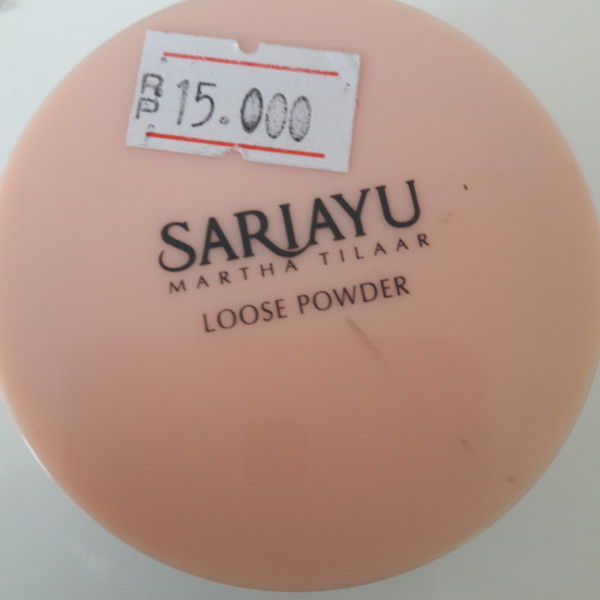 RP 15.000
SARIAYU
MARTHA TILAAR
LOOSE POWDER